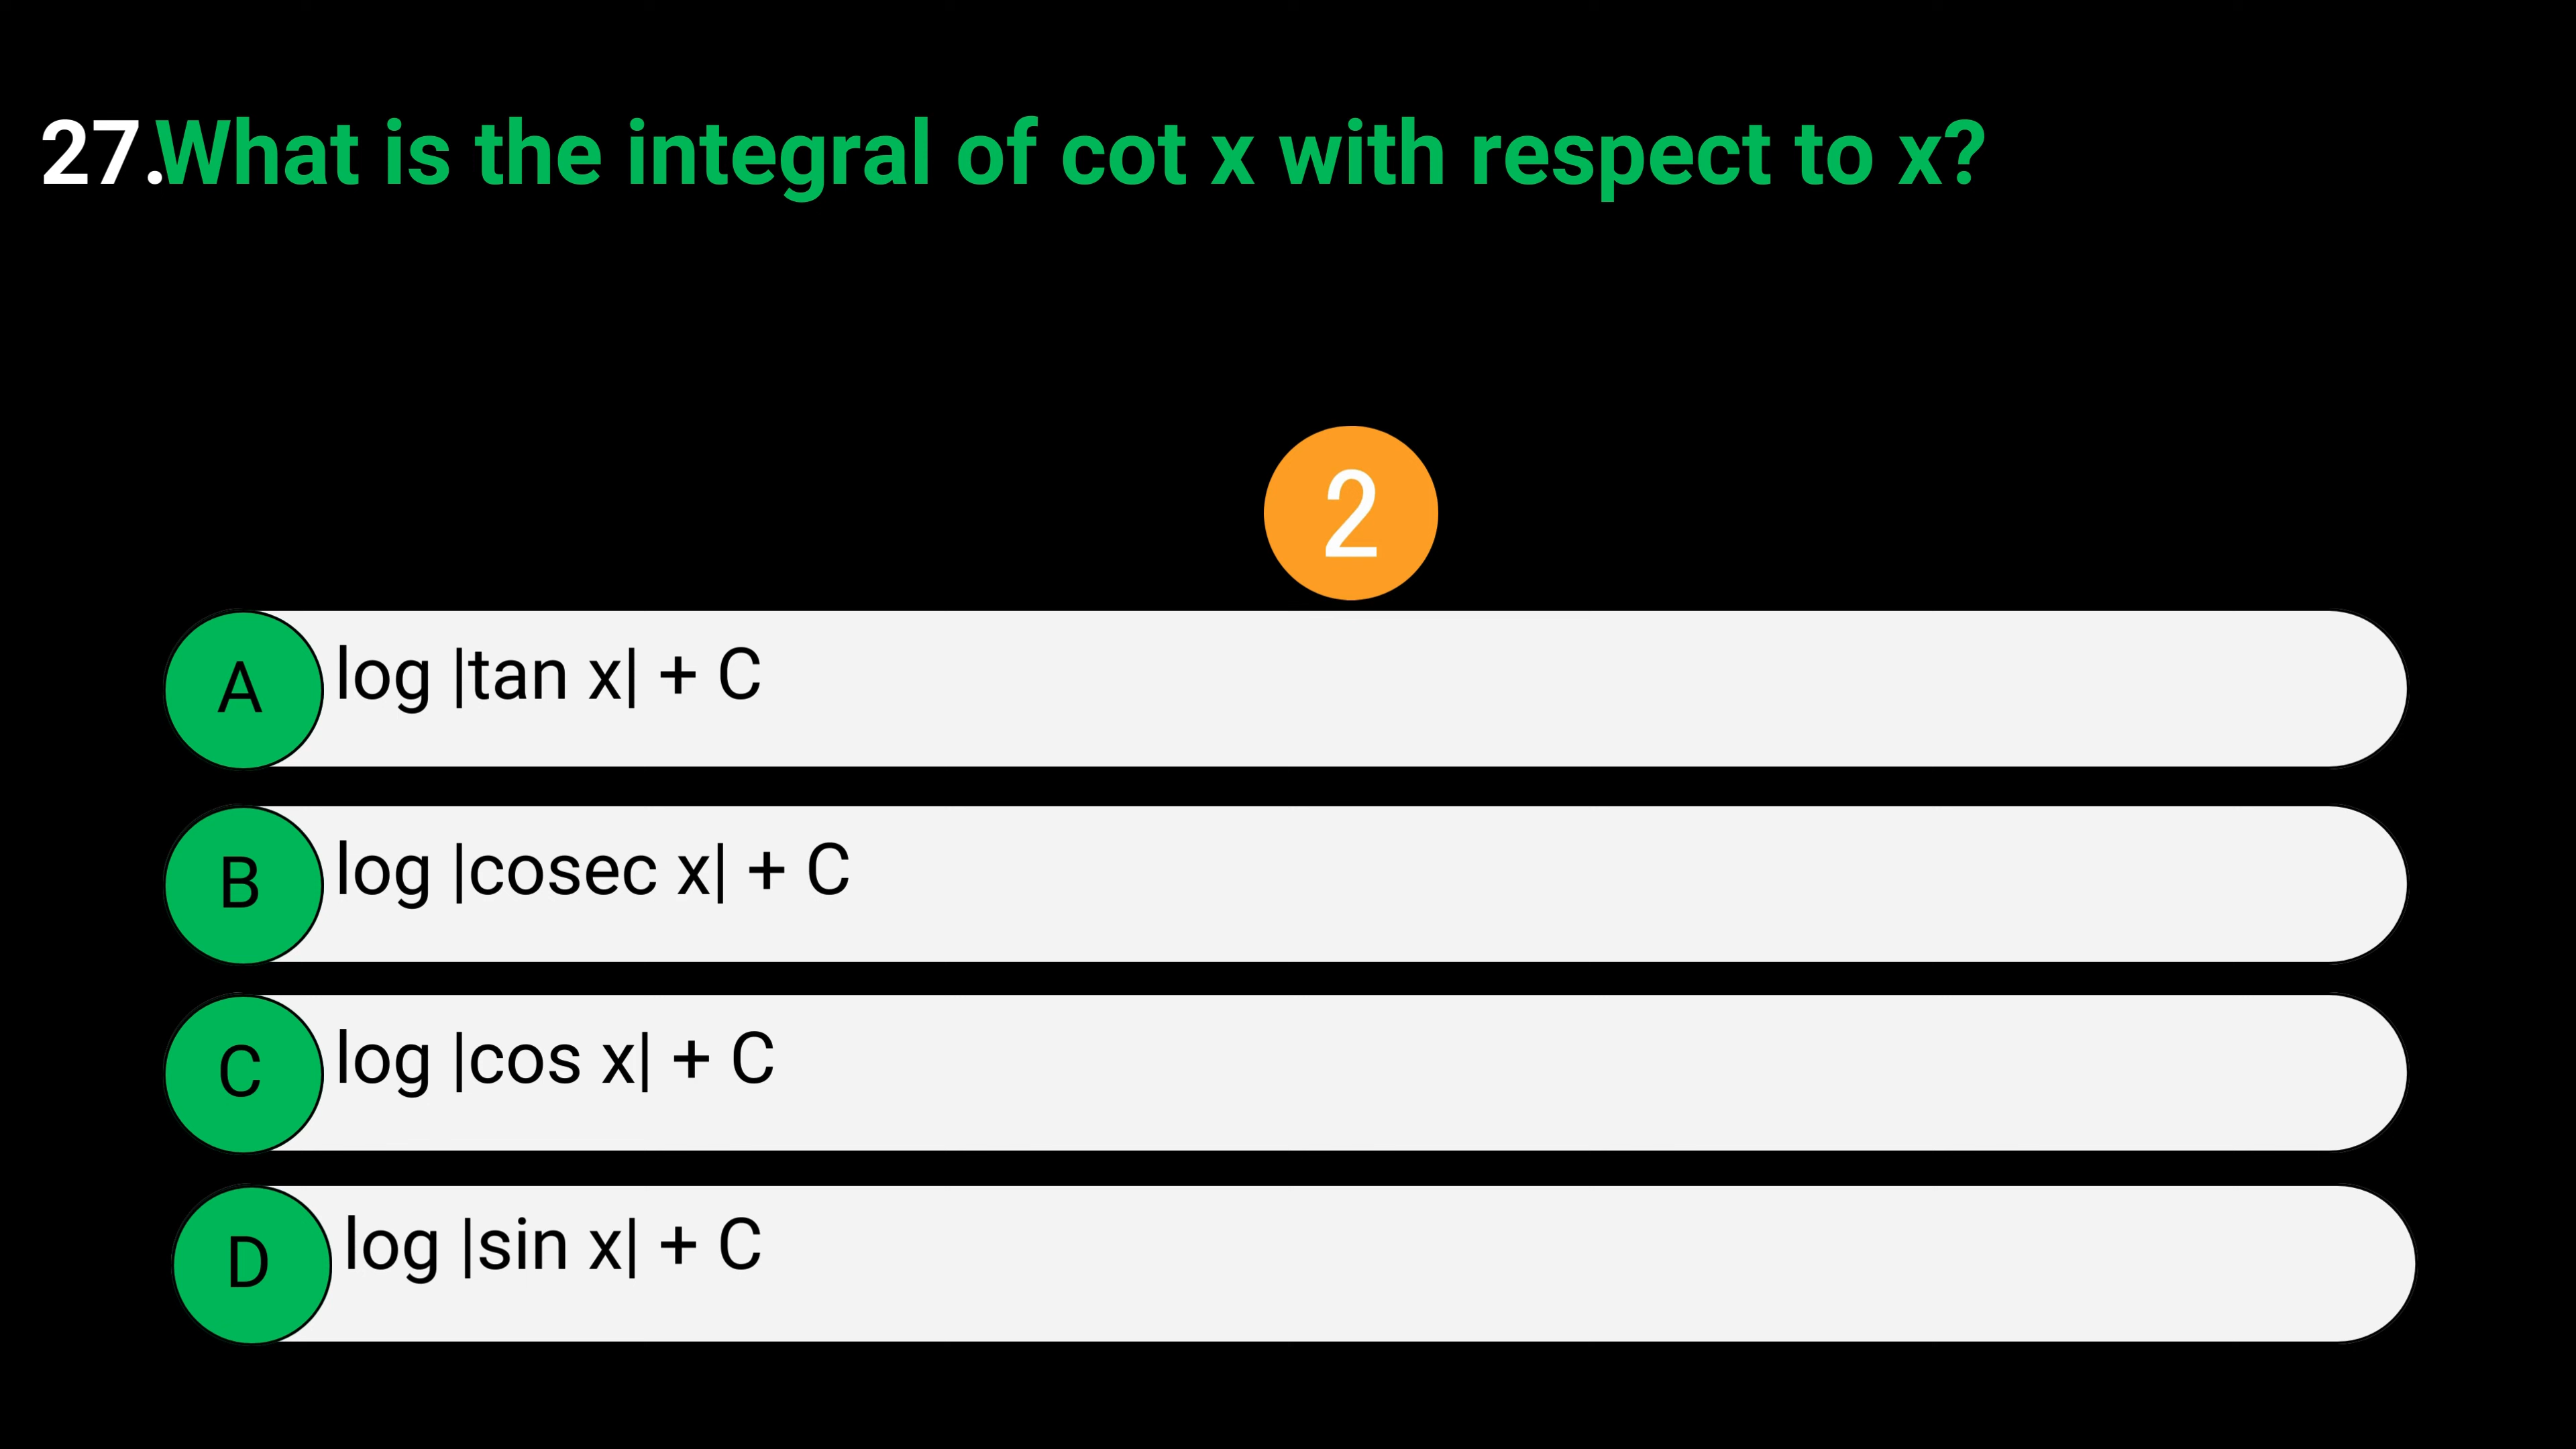 27.What is the integral of cot x with respect to x?
2
A log |tan x| + C
B log |cosec x| + C
C log |cos x| + C
D log |sin x| + C